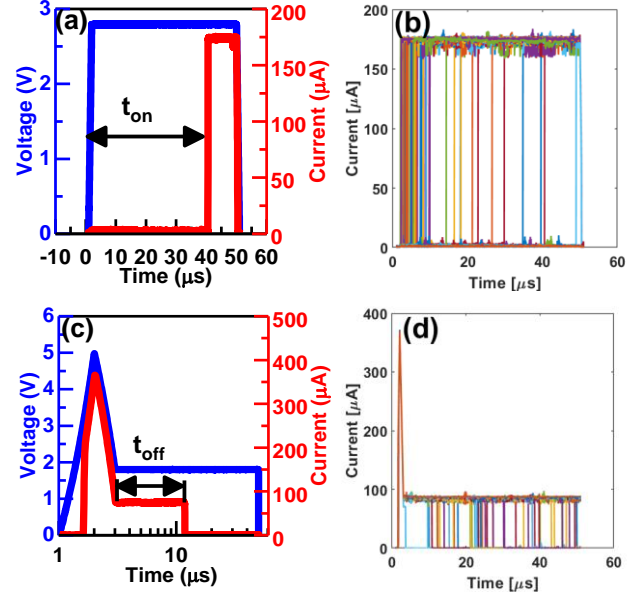 (a)
Voltage (V)
3
2
1
0
t_on
200
150
100
50
0
Current (μA)
-10 0 10 20 30 40 50 60
Time (μs)
(b)
Current [μA]
200
150
100
50
0
0 20 40 60
Time [μs]
(c)
Voltage (V)
6
5
4
3
2
1
0
t_off
500
400
300
200
100
0
Current (μA)
1 10
Time (μs)
(d)
Current [μA]
400
300
200
100
0
0 20 40 60
Time [μs]